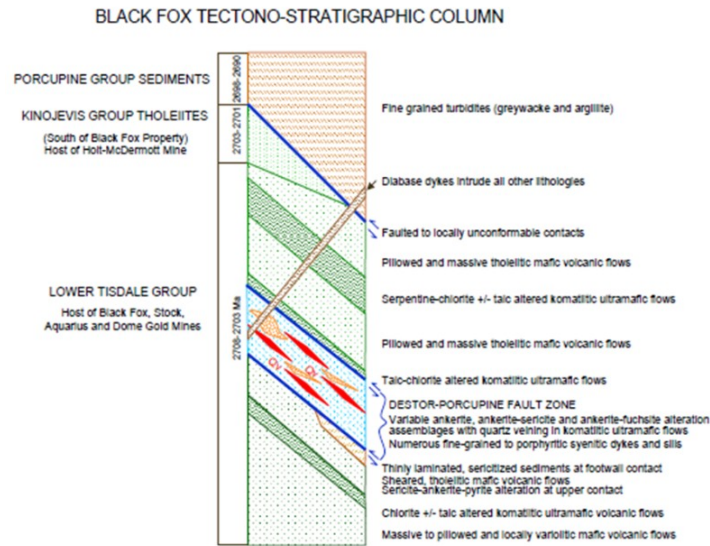 BLACK FOX TECTONO-STRATIGRAPHIC COLUMN
PORCUPINE GROUP SEDIMENTS
2698-2690
KINOJEVIS GROUP THOLEIITES
(South of Black Fox Property)
Host of Holt-McDermott Mine
2703-2701
LOWER TISDALE GROUP
Host of Black Fox, Stock,
Aquarius and Dome Gold Mines
2708-2703 Ma
QV
QV
Fine grained turbidites (greywacke and argillite)
Diabase dykes intrude all other lithologies
Faulted to locally unconformable contacts
Pillowed and massive tholeiitic mafic volcanic flows
Serpentine-chlorite +/- talc altered komatiitic ultramafic flows
Pillowed and massive tholeiitic mafic volcanic flows
Talc-chlorite altered komatiitic ultramafic flows
DESTOR-PORCUPINE FAULT ZONE
Variable ankerite, ankerite-sericite and ankerite-fuchsite alteration
assemblages with quartz veining in komatiitic ultramafic flows
Numerous fine-grained to porphyritic syenitic dykes and sills
Thinly laminated, sericitized sediments at footwall contact
Sheared, tholeiitic mafic volcanic flows
Sericite-ankerite-pyrite alteration at upper contact
Chlorite +/- talc altered komatiitic ultramafic volcanic flows
Massive to pillowed and locally variolitic mafic volcanic flows